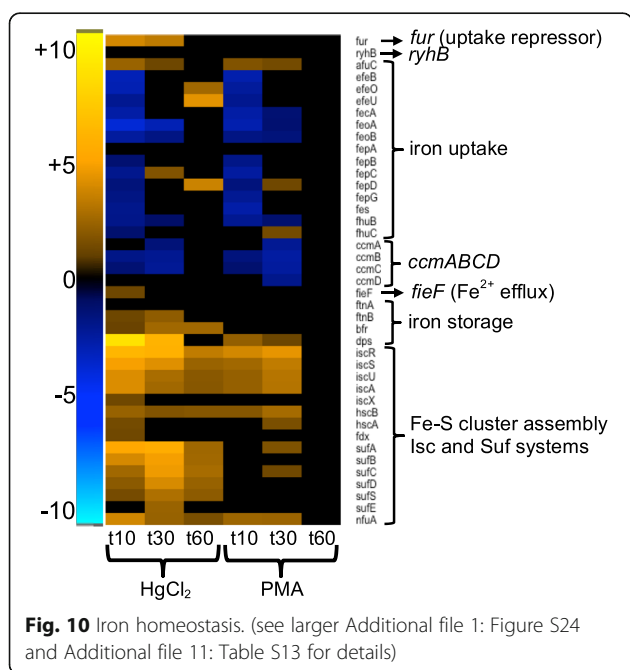 +10
+5
0
-5
-10
fur
ryhB
afuC
efeB
efeO
efeU
fecA
feoA
feoB
fepA
fepB
fepC
fepD
fepG
fes
fhuB
fhuC
ccmA
ccmB
ccmC
ccmD
fieF
ftnA
ftnB
bfr
dps
iscR
iscS
iscU
iscA
iscX
hscB
hscA
fdx
sufA
sufB
sufC
sufD
sufS
sufE
nfuA
fur (uptake repressor)
ryhB
iron uptake
ccmABCD
fieF (Fe²⁺ efflux)
iron storage
Fe-S cluster assembly
Isc and Suf systems
t10 t30 t60 t10 t30 t60
HgCl₂ PMA
Fig. 10 Iron homeostasis. (see larger Additional file 1: Figure S24
and Additional file 11: Table S13 for details)